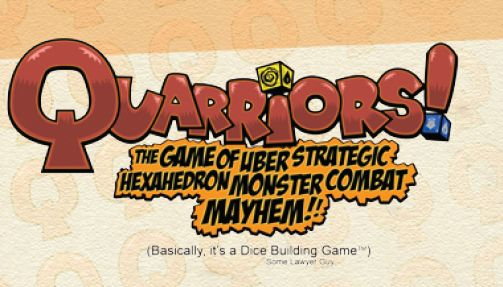 QUARRIORS!
THE GAME OF UBER STRATEGIC
HEXAHEDRON MONSTER COMBAT
MAYHEM!!
(Basically, it's a Dice Building Game™)
Some Lawyer Guy